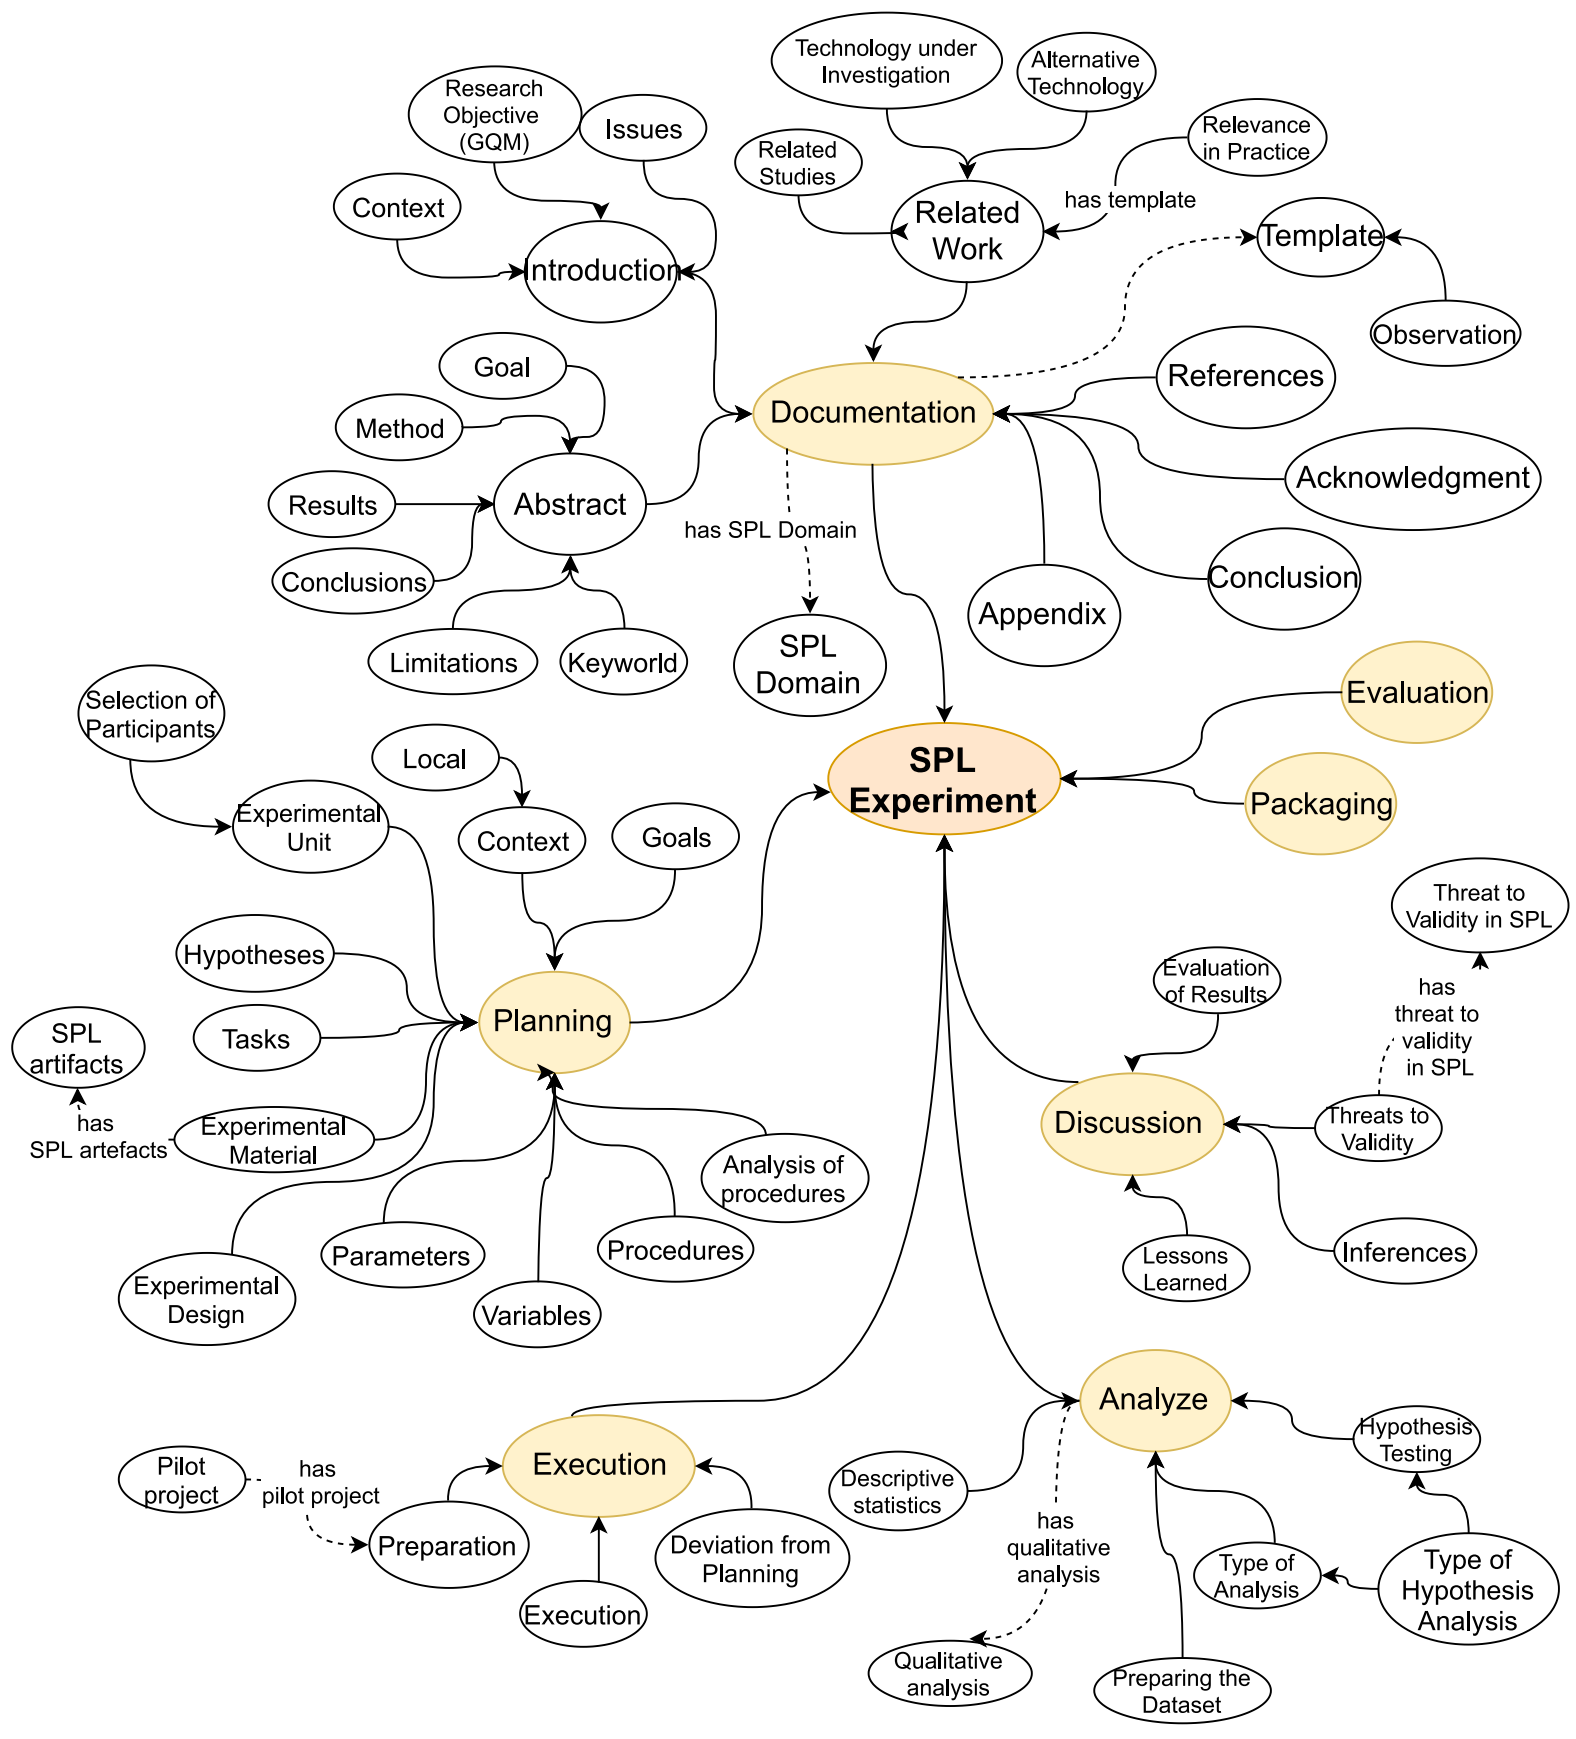 Technology under
Investigation
Alternative
Technology
Research
Objective
(GQM)
Issues
Related
Studies
Relevance
in Practice
has template
Context
Related
Work
Template
Introduction
Observation
Goal
References
Documentation
Method
Acknowledgment
Results
Abstract
has SPL Domain
Conclusions
Conclusion
Appendix
SPL
Domain
Limitations
Keyworld
Evaluation
Selection of
Participants
Local
SPL
Experiment
Packaging
Experimental
Unit
Context
Goals
Threat to
Validity in SPL
Hypotheses
Evaluation
of Results
has
threat to
validity
in SPL
Planning
SPL
artifacts
Tasks
Discussion
Threats to
Validity
has
SPL artefacts
Experimental
Material
Analysis of
procedures
Parameters
Procedures
Inferences
Lessons
Learned
Experimental
Design
Variables
Analyze
Hypothesis
Testing
Execution
Pilot
project
has
pilot project
Descriptive
statistics
has
qualitative
analysis
Preparation
Deviation from
Planning
Type of
Analysis
Type of
Hypothesis
Analysis
Execution
Qualitative
analysis
Preparing the
Dataset